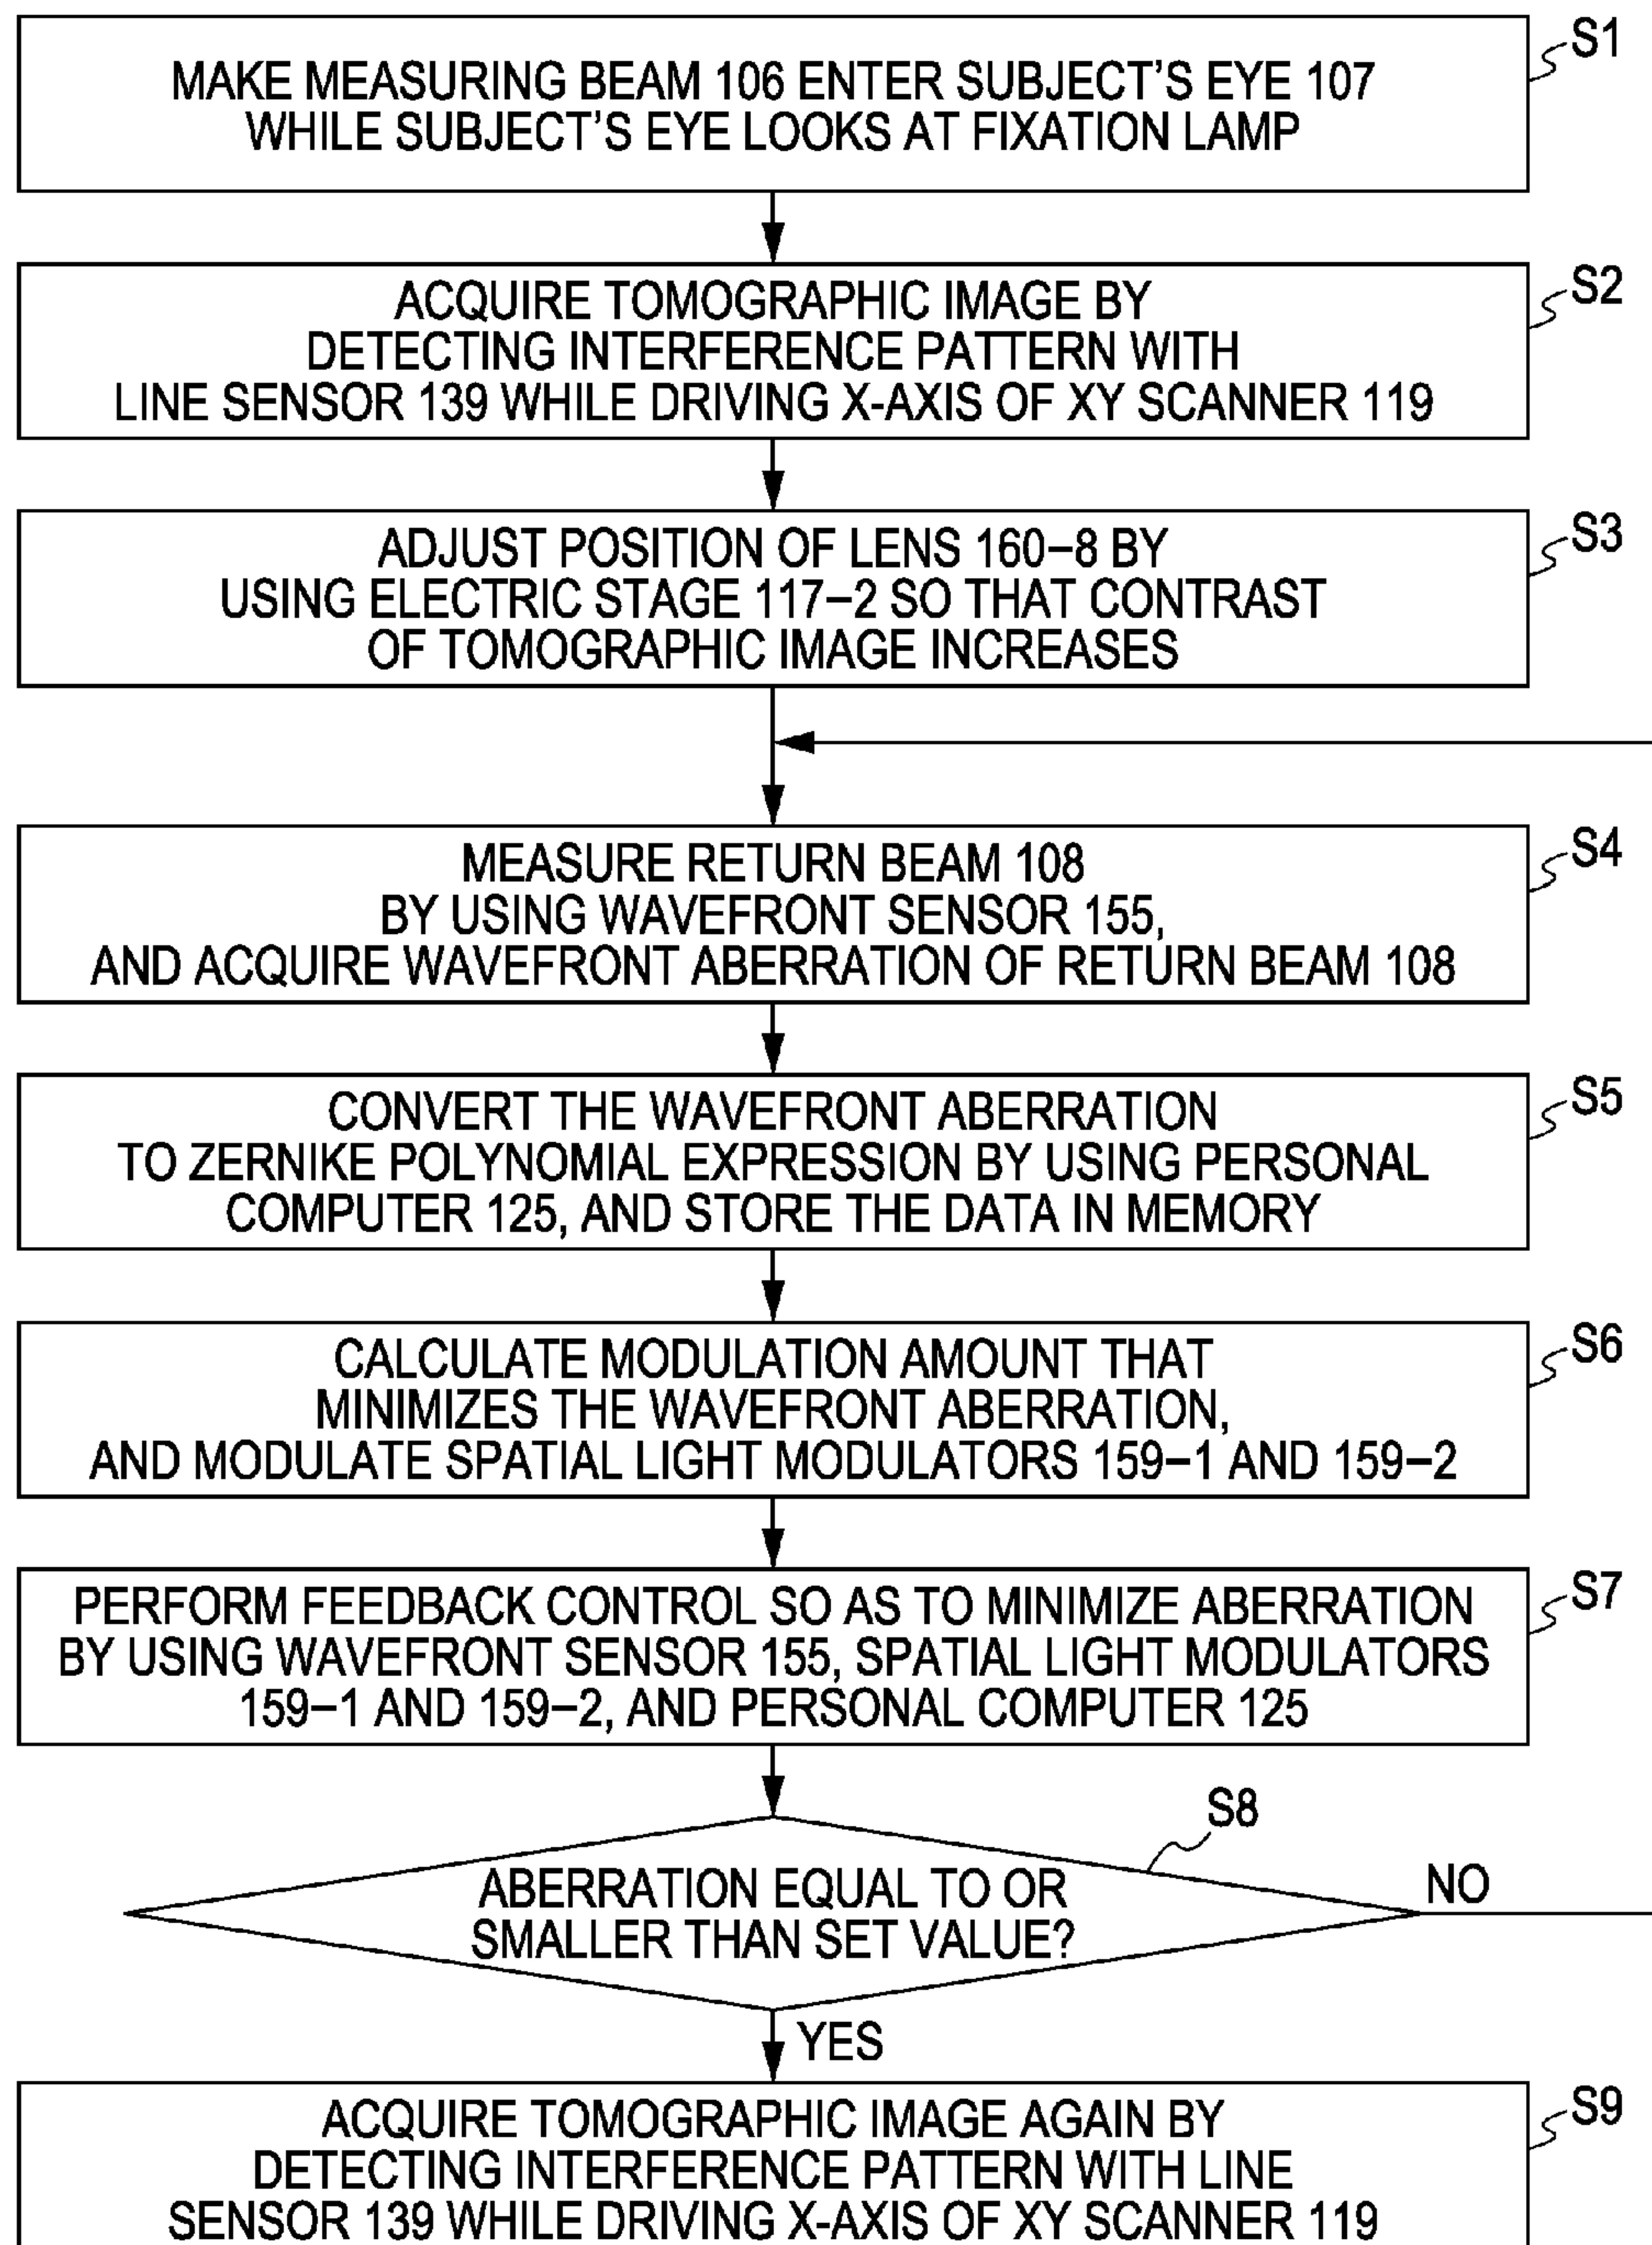 S1
MAKE MEASURING BEAM 106 ENTER SUBJECT'S EYE 107
WHILE SUBJECT'S EYE LOOKS AT FIXATION LAMP
S2
ACQUIRE TOMOGRAPHIC IMAGE BY
DETECTING INTERFERENCE PATTERN WITH
LINE SENSOR 139 WHILE DRIVING X-AXIS OF XY SCANNER 119
S3
ADJUST POSITION OF LENS 160–8 BY
USING ELECTRIC STAGE 117–2 SO THAT CONTRAST
OF TOMOGRAPHIC IMAGE INCREASES
S4
MEASURE RETURN BEAM 108
BY USING WAVEFRONT SENSOR 155,
AND ACQUIRE WAVEFRONT ABERRATION OF RETURN BEAM 108
S5
CONVERT THE WAVEFRONT ABERRATION
TO ZERNIKE POLYNOMIAL EXPRESSION BY USING PERSONAL
COMPUTER 125, AND STORE THE DATA IN MEMORY
S6
CALCULATE MODULATION AMOUNT THAT
MINIMIZES THE WAVEFRONT ABERRATION,
AND MODULATE SPATIAL LIGHT MODULATORS 159–1 AND 159–2
S7
PERFORM FEEDBACK CONTROL SO AS TO MINIMIZE ABERRATION
BY USING WAVEFRONT SENSOR 155, SPATIAL LIGHT MODULATORS
159–1 AND 159–2, AND PERSONAL COMPUTER 125
S8
ABERRATION EQUAL TO OR
SMALLER THAN SET VALUE?
NO
YES
S9
ACQUIRE TOMOGRAPHIC IMAGE AGAIN BY
DETECTING INTERFERENCE PATTERN WITH LINE
SENSOR 139 WHILE DRIVING X-AXIS OF XY SCANNER 119